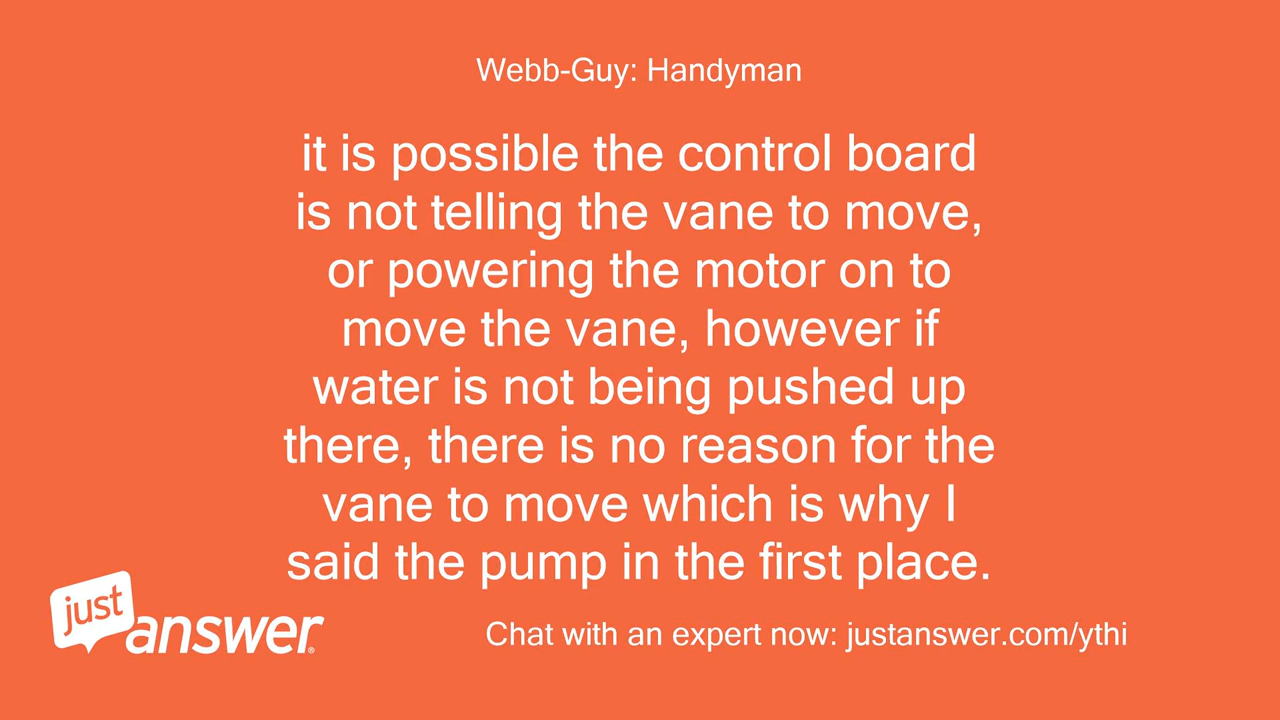 Webb-Guy: Handyman
it is possible the control board
is not telling the vane to move,
or powering the motor on to
move the vane, however if
water is not being pushed up
there, there is no reason for the
vane to move which is why I
said the pump in the first place.
just
answer®
Chat with an expert now: justanswer.com/ythi